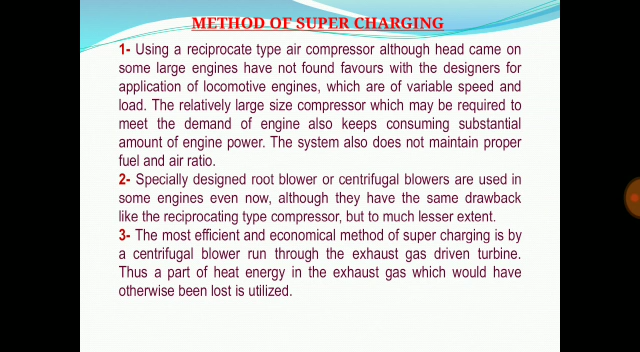 METHOD OF SUPER CHARGING
1- Using a reciprocate type air compressor although head came on
some large engines have not found favours with the designers for
application of locomotive engines, which are of variable speed and
load. The relatively large size compressor which may be required to
meet the demand of engine also keeps consuming substantial
amount of engine power. The system also does not maintain proper
fuel and air ratio.
2- Specially designed root blower or centrifugal blowers are used in
some engines even now, although they have the same drawback
like the reciprocating type compressor, but to much lesser extent.
3- The most efficient and economical method of super charging is by
a centrifugal blower run through the exhaust gas driven turbine.
Thus a part of heat energy in the exhaust gas which would have
otherwise been lost is utilized.